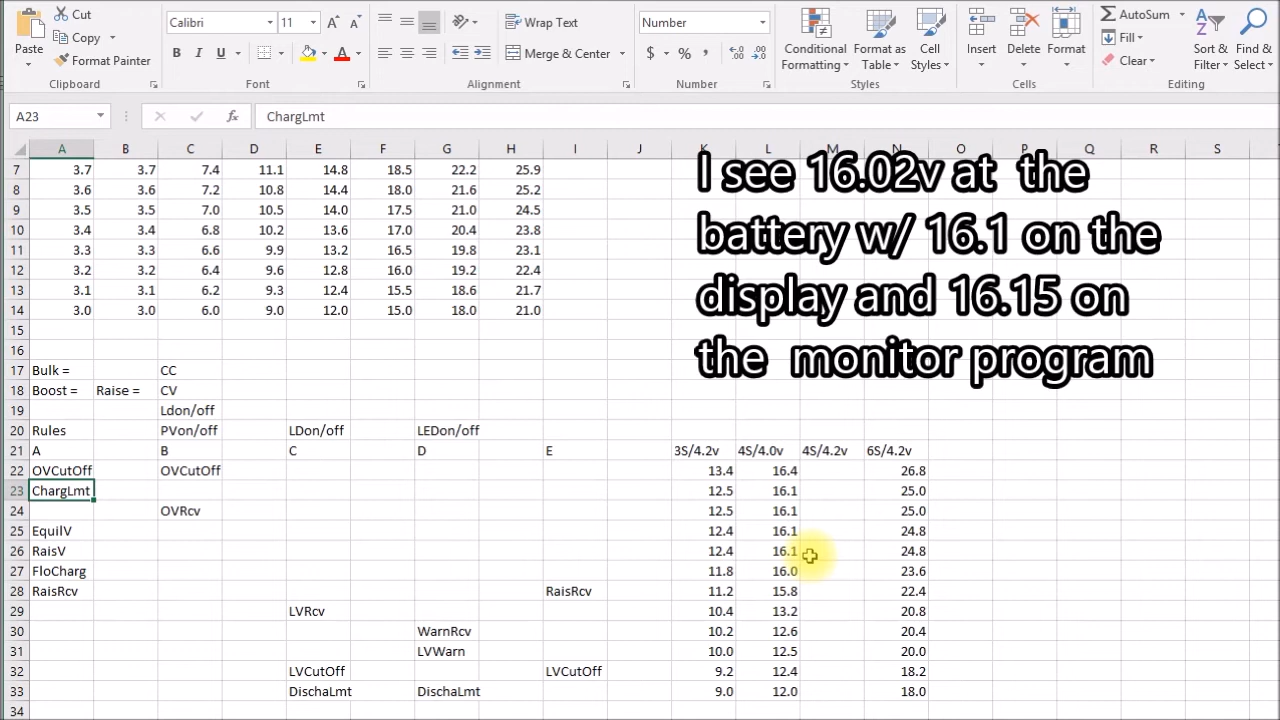 Cut
Copy
Format Painter
Paste
Clipboard
Calibri 11 A A
B I U A
Font
Wrap Text
Merge & Center
Alignment
Number
$ % ,
Number
Conditional Formatting
Format as Table
Cell Styles
Styles
Insert Delete Format
Cells
AutoSum
Fill
Clear
Sort & Filter
Find & Select
Editing
A23 fx ChargLmt
A B C D E F G H I J K L M N O P Q R S
7 3.7 3.7 7.4 11.1 14.8 18.5 22.2 25.9
8 3.6 3.6 7.2 10.8 14.4 18.0 21.6 25.2
9 3.5 3.5 7.0 10.5 14.0 17.5 21.0 24.5
10 3.4 3.4 6.8 10.2 13.6 17.0 20.4 23.8
11 3.3 3.3 6.6 9.9 13.2 16.5 19.8 23.1
12 3.2 3.2 6.4 9.6 12.8 16.0 19.2 22.4
13 3.1 3.1 6.2 9.3 12.4 15.5 18.6 21.7
14 3.0 3.0 6.0 9.0 12.0 15.0 18.0 21.0
I see 16.02v at the
battery w/ 16.1 on the
display and 16.15 on
the monitor program
15
16
17 Bulk = CC
18 Boost = Raise = CV
19 Ldon/off
20 Rules PVon/off LDon/off LEDon/off
21 A B C D E 3S/4.2v 4S/4.0v 4S/4.2v 6S/4.2v
22 OVCutOff OVCutOff 13.4 16.4 26.8
23 ChargLmt 12.5 16.1 25.0
24 OVRcv 12.5 16.1 25.0
25 EquilV 12.4 16.1 24.8
26 RaisV 12.4 16.1 24.8
27 FloCharg 11.8 16.0 23.6
28 RaisRcv RaisRcv 11.2 15.8 22.4
29 LVRcv 10.4 13.2 20.8
30 WarnRcv 10.2 12.6 20.4
31 LVWarn 10.0 12.5 20.0
32 LVCutOff LVCutOff 9.2 12.4 18.2
33 DischaLmt DischaLmt 9.0 12.0 18.0
34